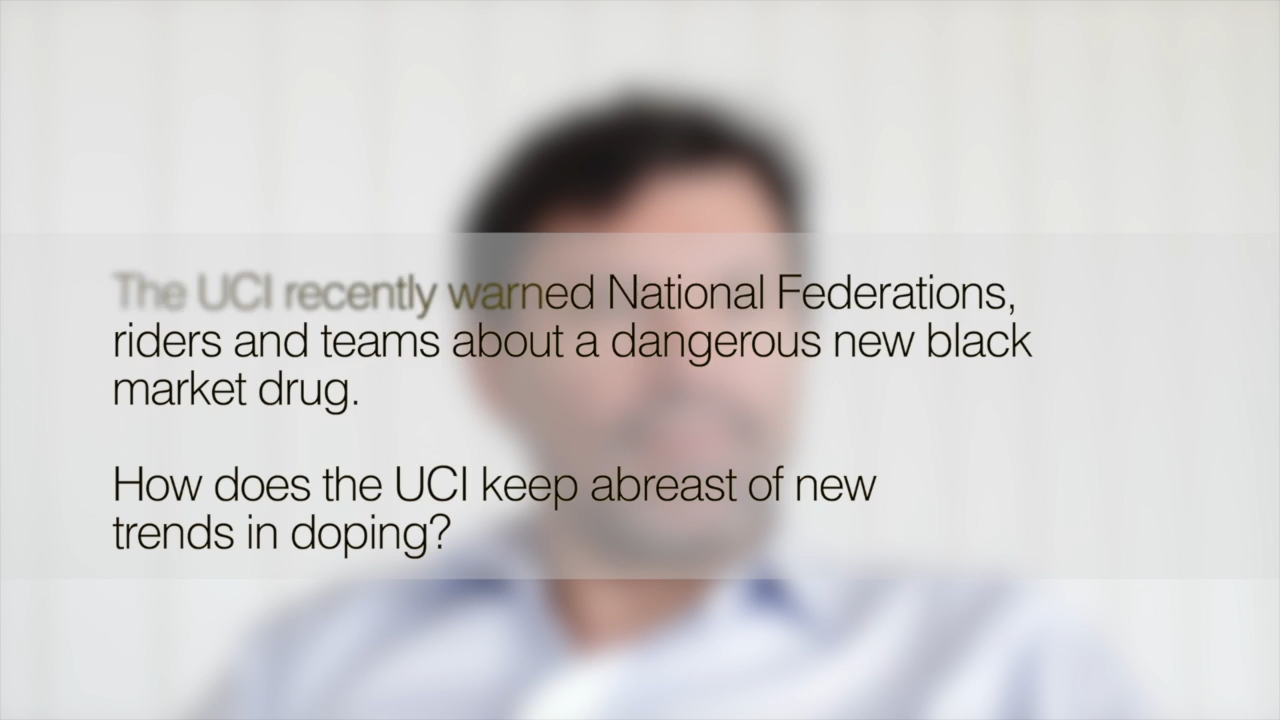 The UCI recently warned National Federations,
riders and teams about a dangerous new black
market drug.
How does the UCI keep abreast of new
trends in doping?